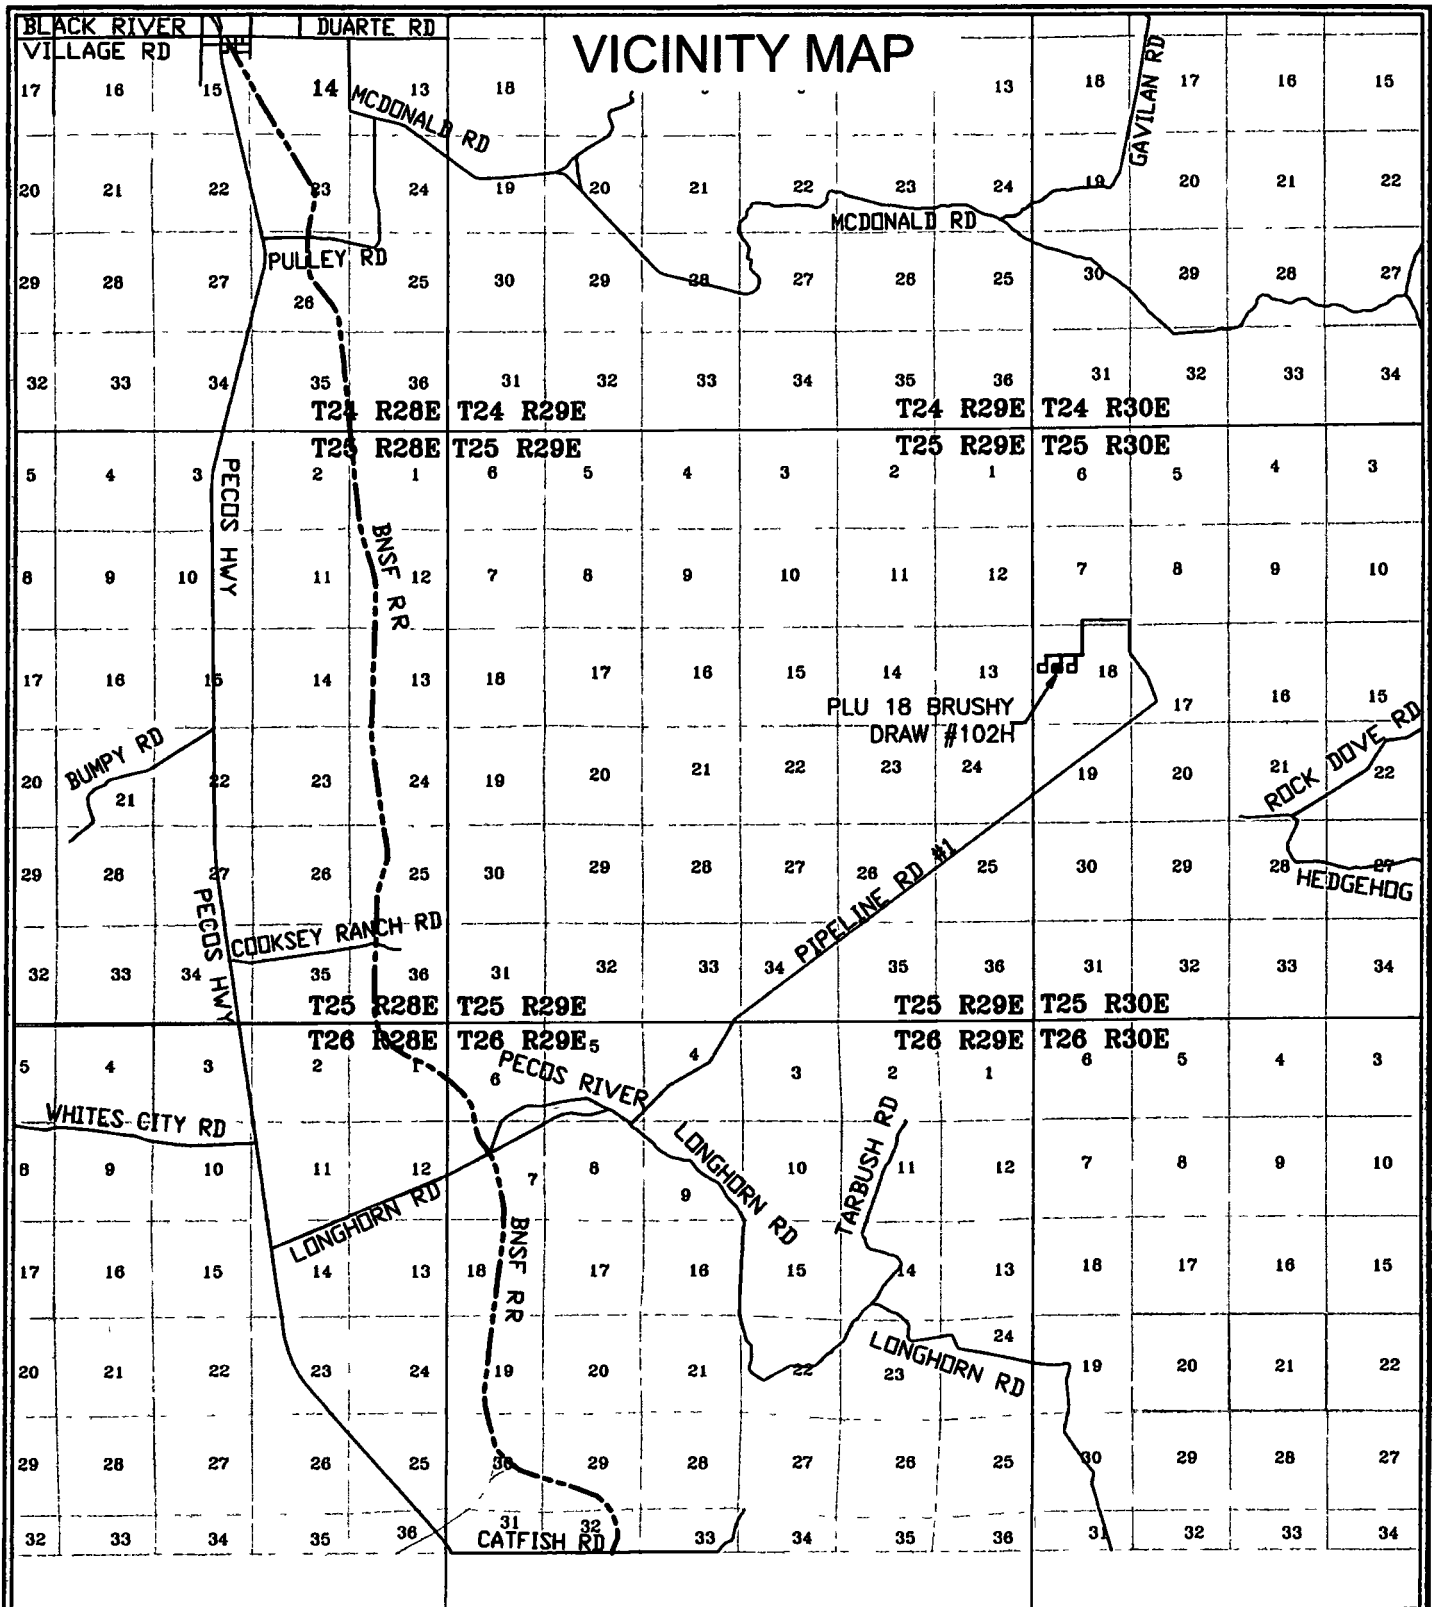 BLACK RIVER DUARTE RD
VILLAGE RD
VICINITY MAP
17 16 15 14 13 18 13 18 17 16 15
MCDONALD RD
GAVILAN RD
20 21 22 23 24 19 20 21 22 23 24 19 20 21 22
MCDONALD RD
PULLEY RD
29 28 27 26 25 30 29 28 27 26 25 30 29 28 27
32 33 34 35 36 31 32 33 34 35 36 31 32 33 34
T24 R28E T24 R29E T24 R29E T24 R30E
T25 R28E T25 R29E T25 R29E T25 R30E
5 4 3 2 1 6 5 4 3 2 1 6 5 4 3
PECOS HWY
BNSF RR
8 9 10 11 12 7 8 9 10 11 12 7 8 9 10
17 16 15 14 13 18 17 16 15 14 13 18 17 16 15
PLU 18 BRUSHY
DRAW #102H
BUMPY RD
ROCK DOVE RD
20 21 22 23 24 19 20 21 22 23 24 19 20 21 22
29 28 27 26 25 30 29 28 27 26 25 30 29 28 27
HEDGEHOG
PIPELINE RD #1
PECOS HWY
COOKSEY RANCH RD
32 33 34 35 36 31 32 33 34 35 36 31 32 33 34
T25 R28E T25 R29E T25 R29E T25 R30E
T26 R28E T26 R29E T26 R29E T26 R30E
5 4 3 2 1 6 5 4 3 2 1 6 5 4 3
PECOS RIVER
WHITES CITY RD
LONGHORN RD
TARBUSH RD
8 9 10 11 12 7 8 9 10 11 12 7 8 9 10
LONGHORN RD
BNSF RR
17 16 15 14 13 18 17 16 15 14 13 18 17 16 15
20 21 22 23 24 19 20 21 22 23 24 19 20 21 22
LONGHORN RD
29 28 27 26 25 30 29 28 27 26 25 30 29 28 27
32 33 34 35 36 31 32 33 34 35 36 31 32 33 34
CATFISH RD